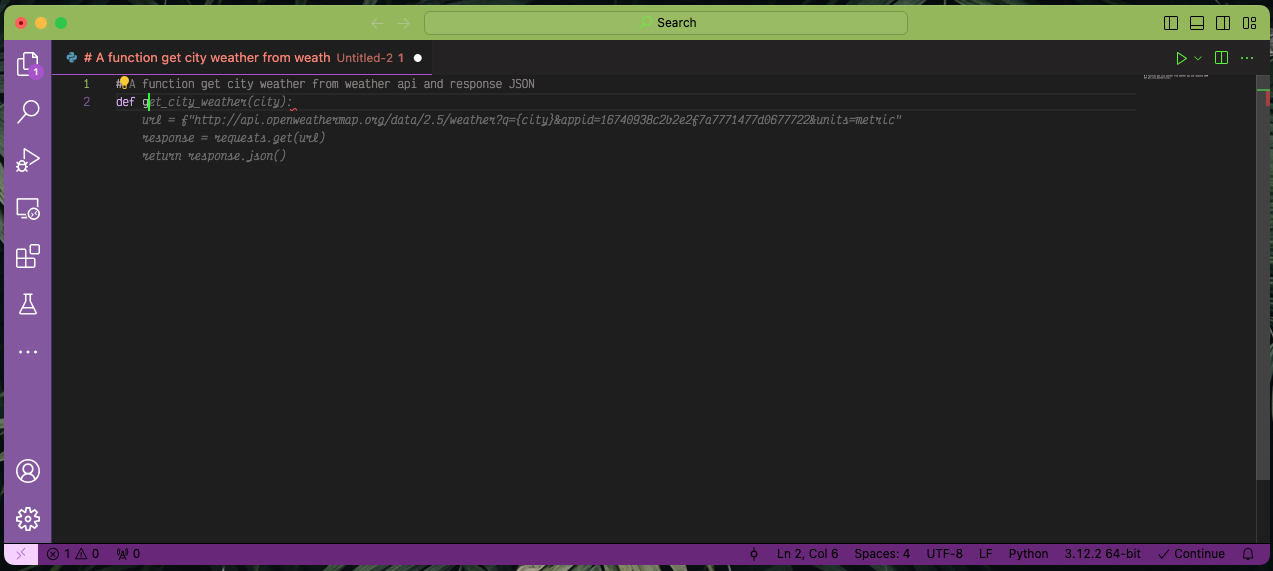 Search
# A function get city weather from weath Untitled-2 1
1
1 # A function get city weather from weather api and response JSON
2 def get_city_weather(city):
url = f"http://api.openweathermap.org/data/2.5/weather?q={city}&appid=16740938c2b2e2f7a7771477d0677722&units=metric"
response = requests.get(url)
return response.json()
1 0 0 Ln 2, Col 6 Spaces: 4 UTF-8 LF Python 3.12.2 64-bit Continue